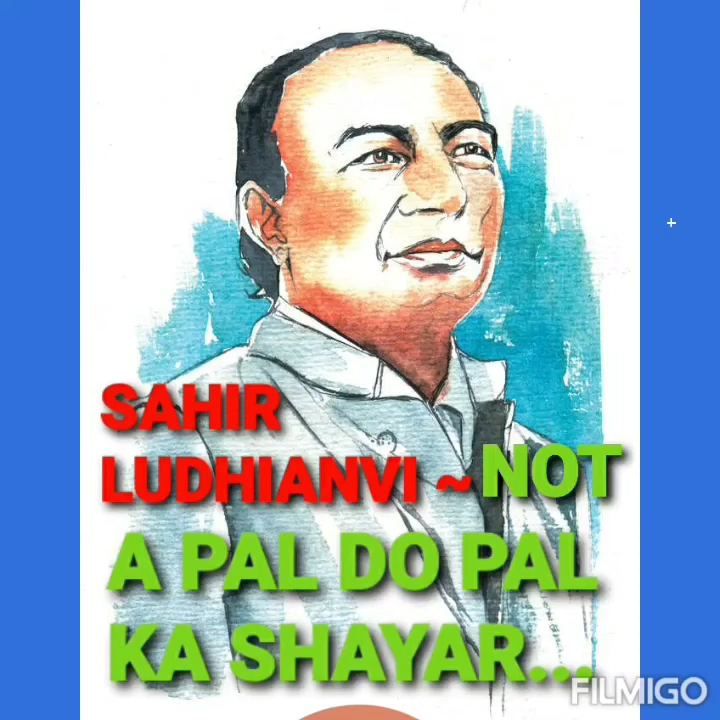 SAHIR
LUDHIANVI ~ NOT
A PAL DO PAL
KA SHAYAR...
FILMIGO